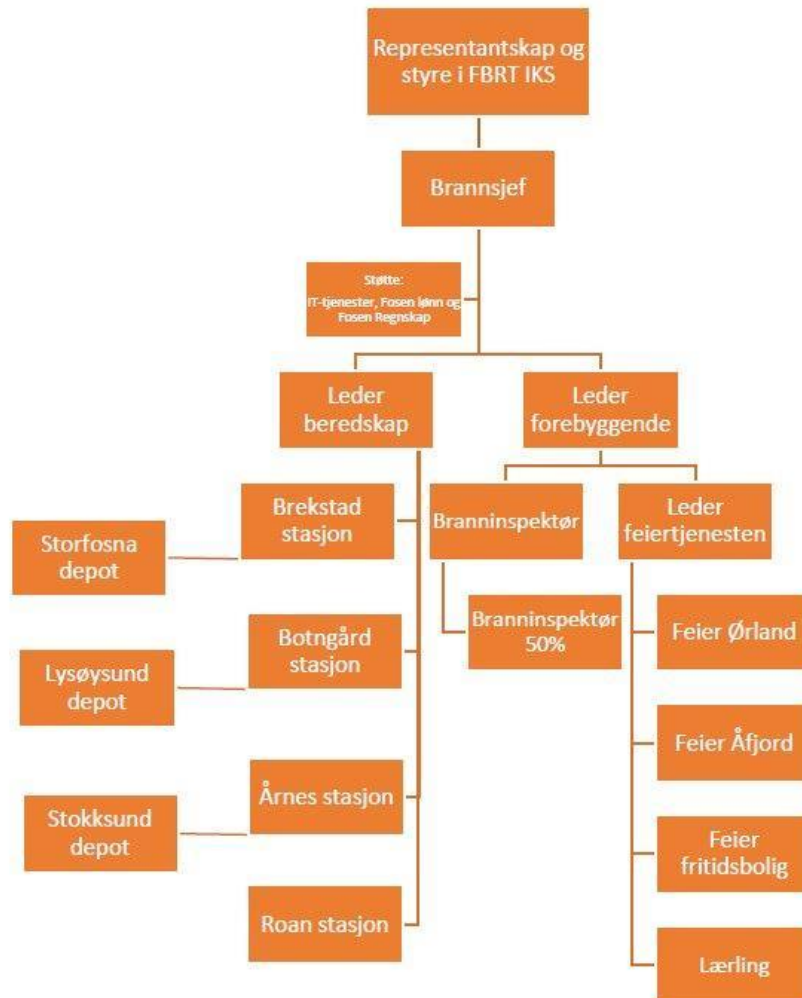 Representantskap og
styre i FBRT IKS
Brannsjef
Støtte:
IT-tjenester, Fosen lønn og
Fosen Regnskap
Leder
beredskap
Leder
forebyggende
Brekstad
stasjon
Storfosna
depot
Botngård
stasjon
Lysøysund
depot
Årnes stasjon
Stokksund
depot
Roan stasjon
Branninspektør
Branninspektør
50%
Leder
feiertjenesten
Feier Ørland
Feier Åfjord
Feier
fritidsbolig
Lærling